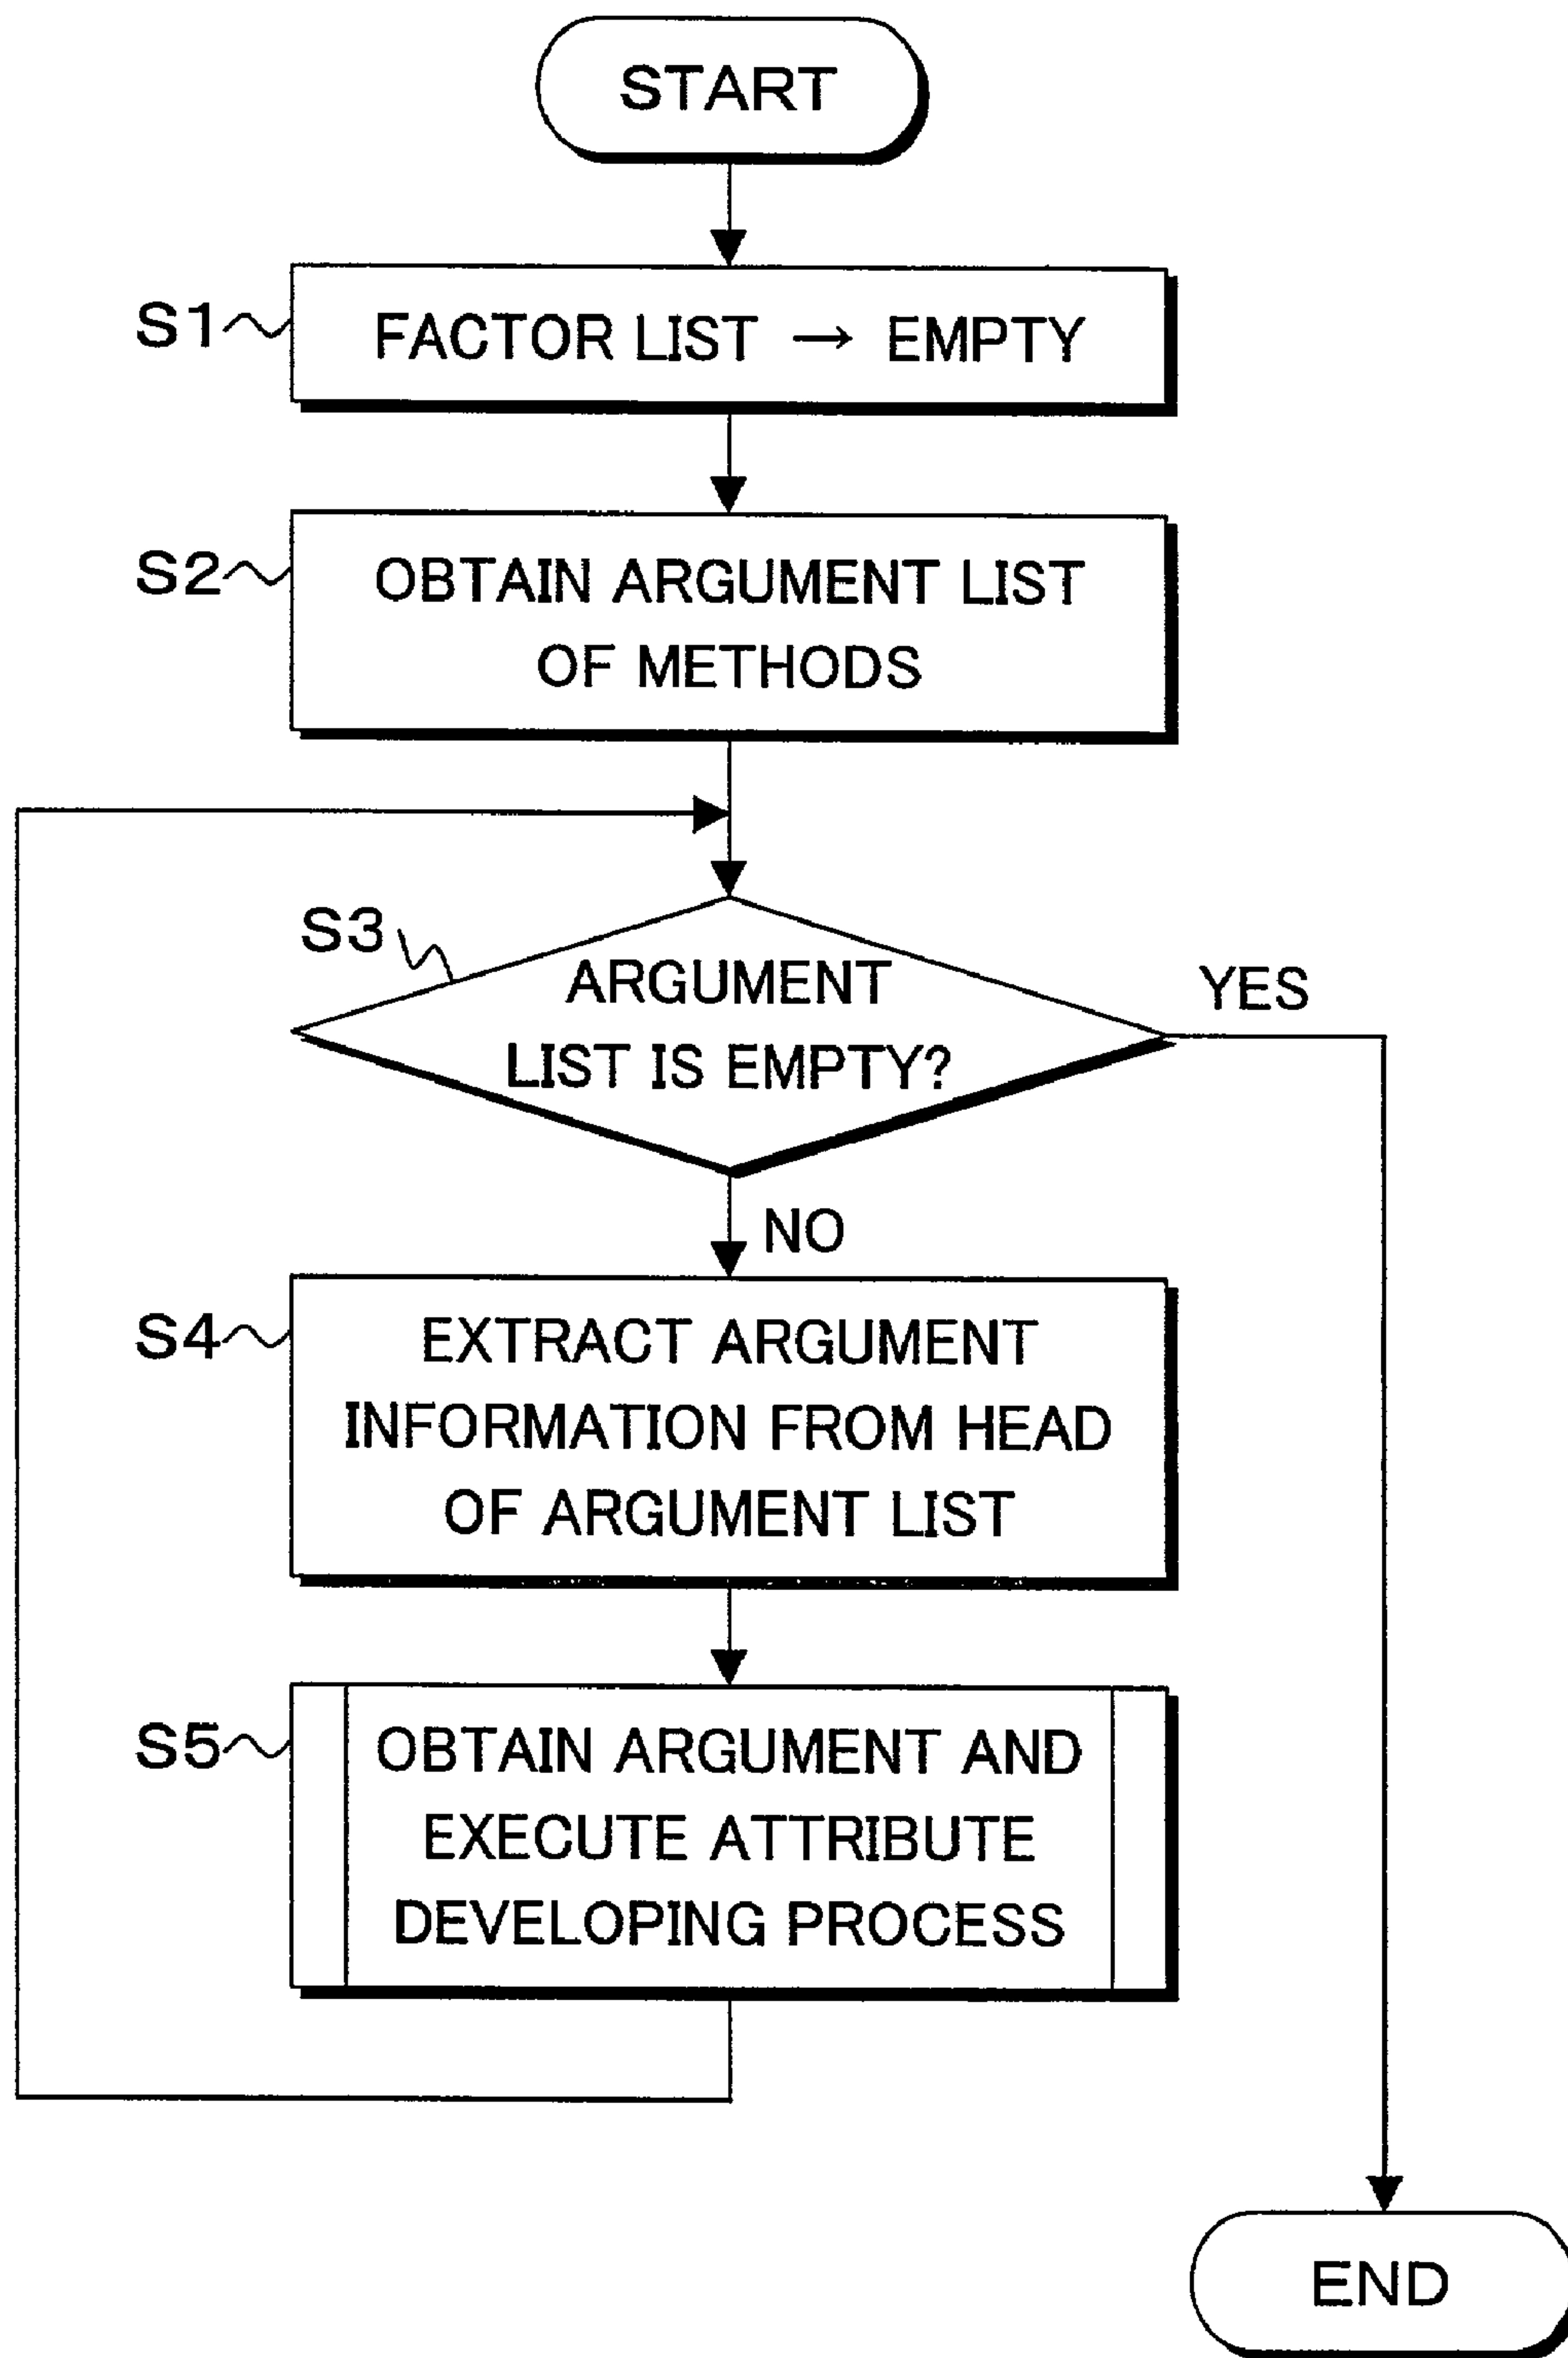 START
S1
FACTOR LIST → EMPTY
S2
OBTAIN ARGUMENT LIST
OF METHODS
S3
ARGUMENT
LIST IS EMPTY?
YES
NO
S4
EXTRACT ARGUMENT
INFORMATION FROM HEAD
OF ARGUMENT LIST
S5
OBTAIN ARGUMENT AND
EXECUTE ATTRIBUTE
DEVELOPING PROCESS
END